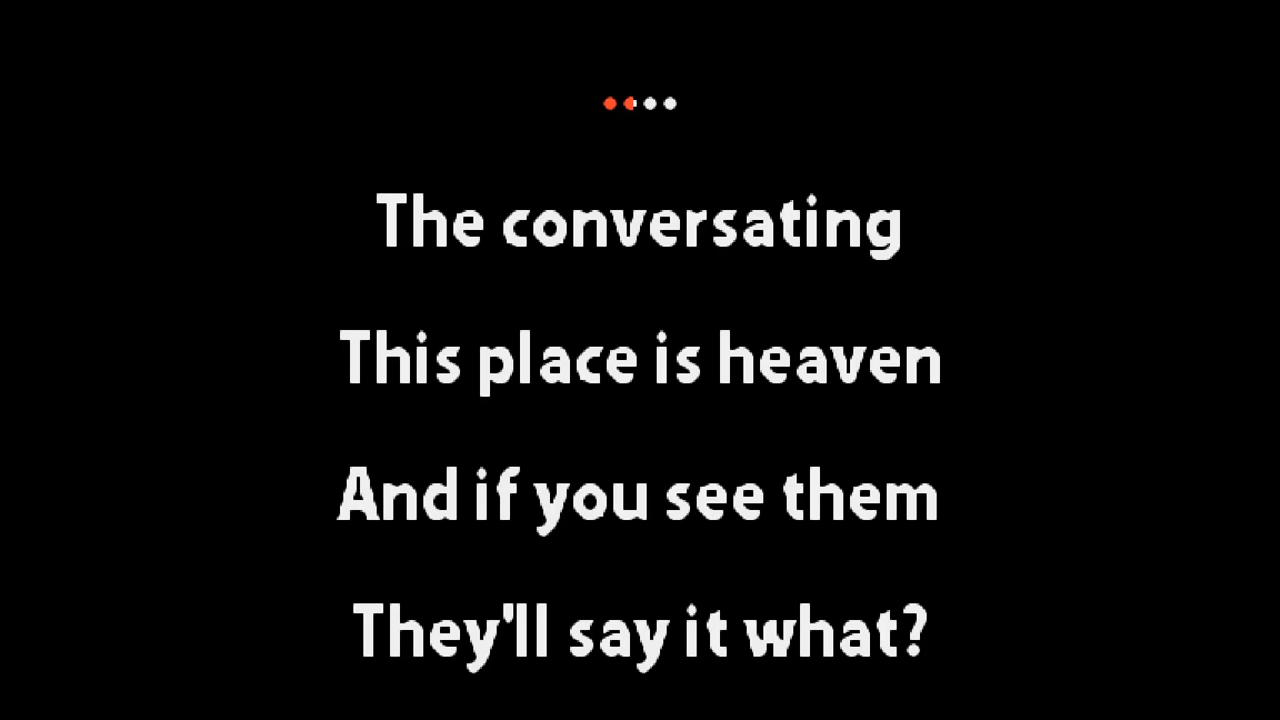 The conversating
This place is heaven
And if you see them
They'll say it what?